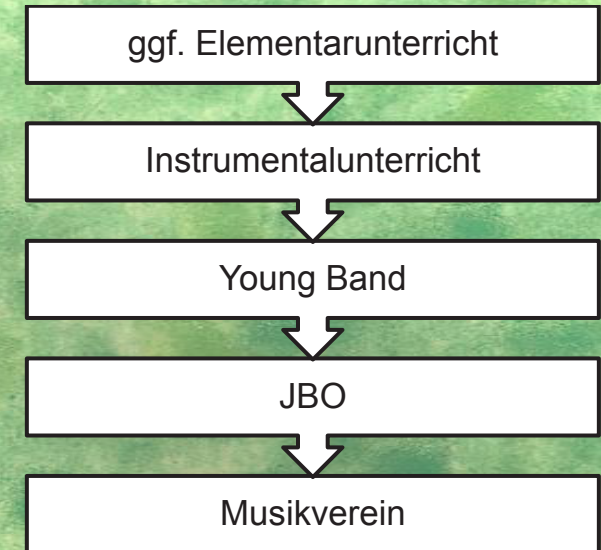 ggf. Elementarunterricht
Instrumentalunterricht
Young Band
JBO
Musikverein